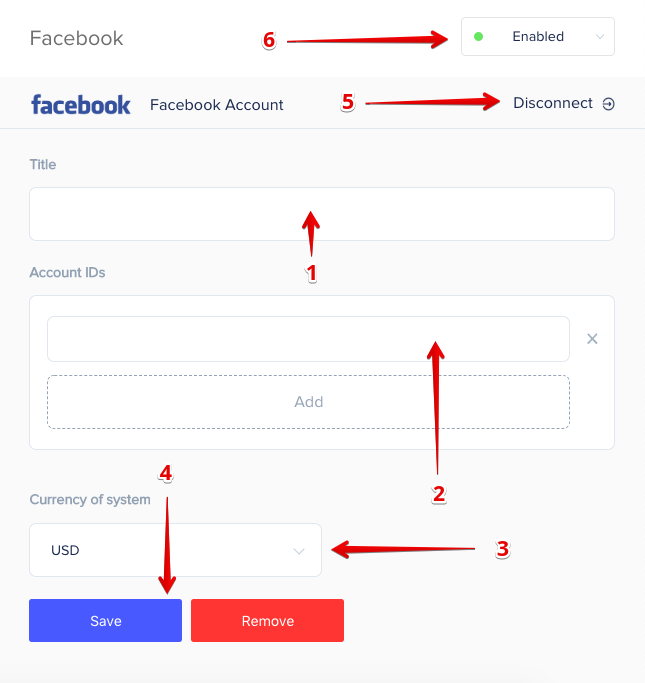 Facebook
6
Enabled
facebook Facebook Account
5
Disconnect
Title
1
Account IDs
Add
2
4
Currency of system
USD
3
Save
Remove